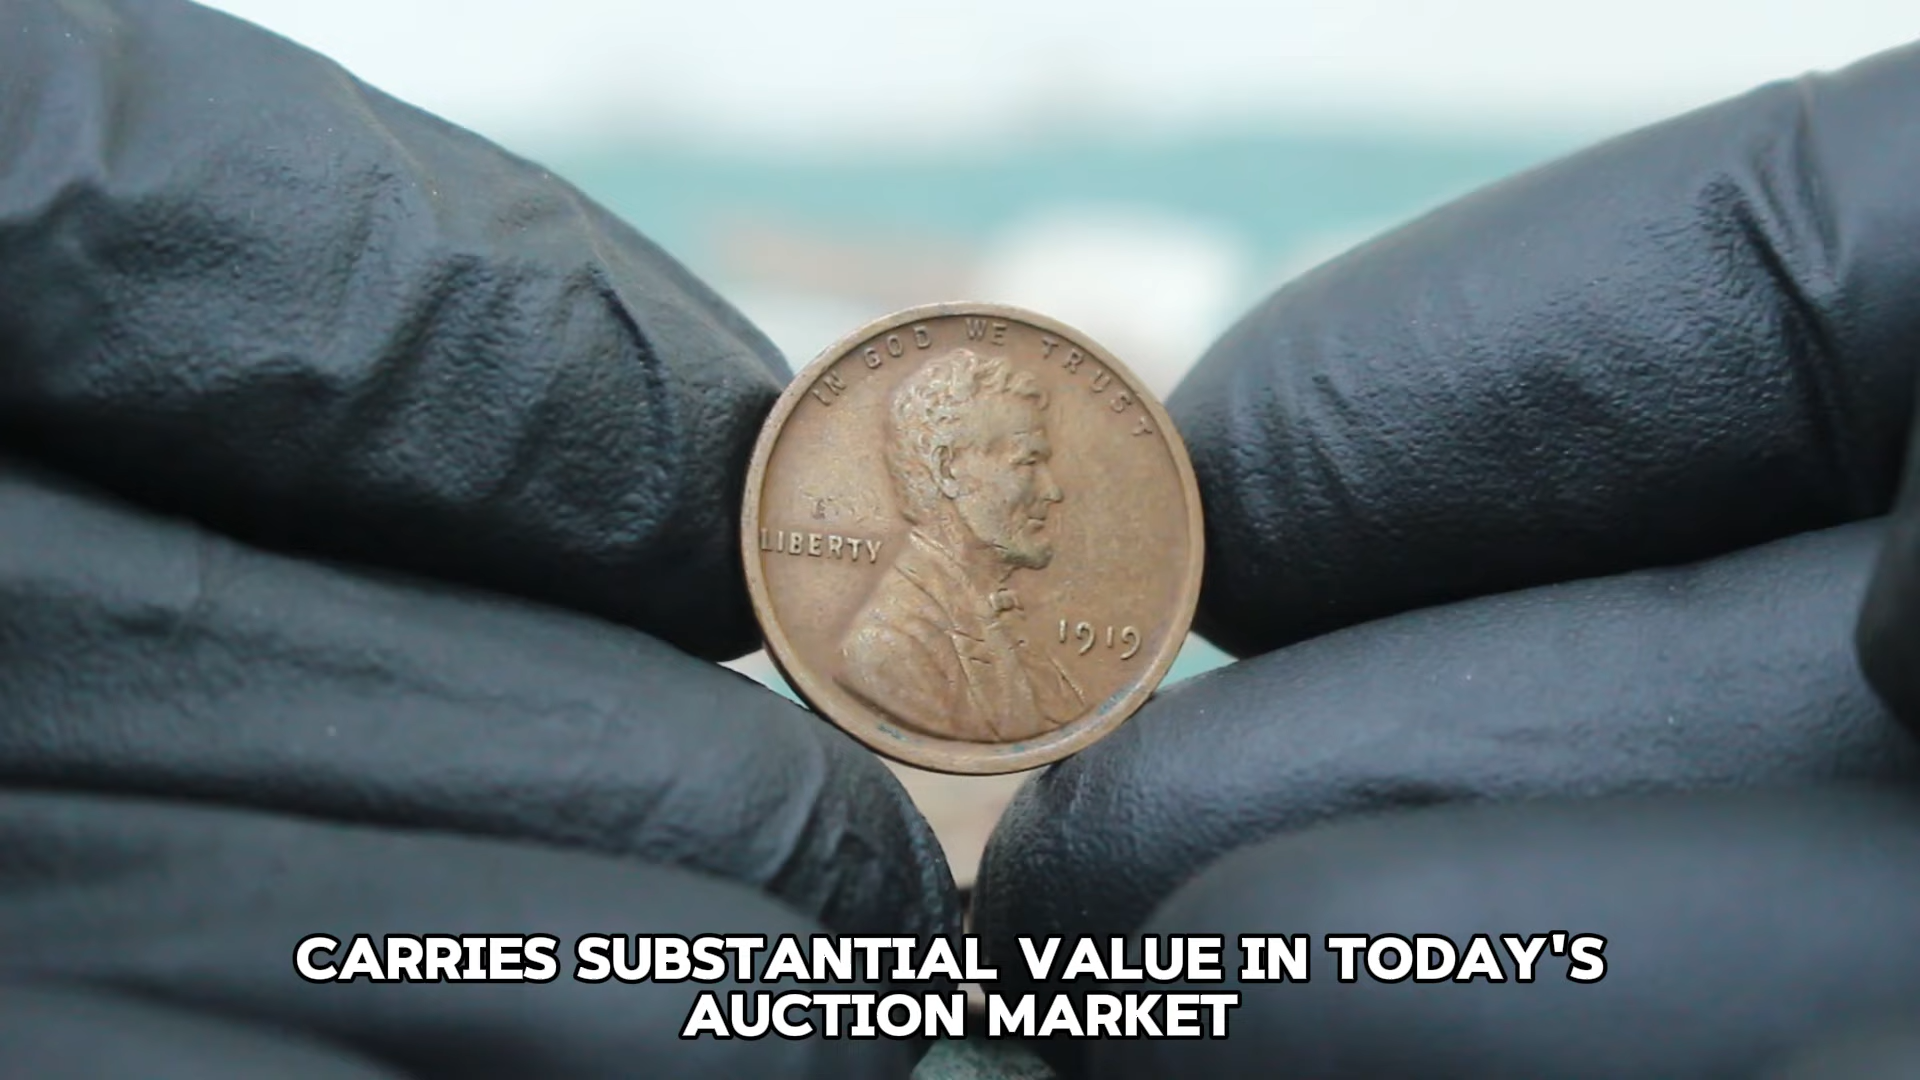 IN GOD WE TRUST
LIBERTY
1919
CARRIES SUBSTANTIAL VALUE IN TODAY'S
AUCTION MARKET